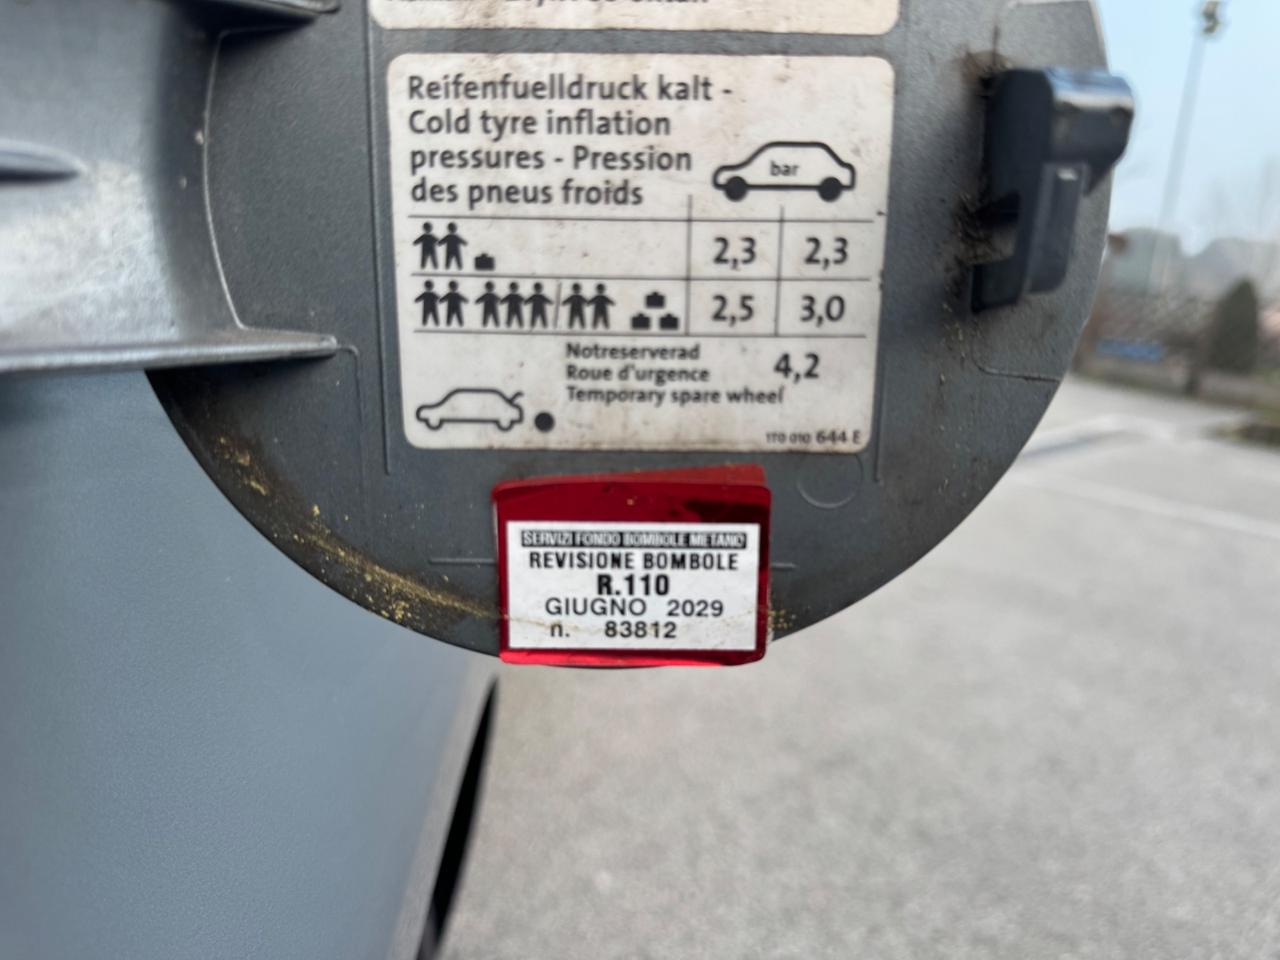 Reifenfuelldruck kalt -
Cold tyre inflation
pressures - Pression
des pneus froids
bar
2,3 2,3
2,5 3,0
Notreserverad
Roue d'urgence
Temporary spare wheel
4,2
1T0 010 644 E
SERVIZI FONDO BOMBOLE METANO
REVISIONE BOMBOLE
R.110
GIUGNO 2029
n. 83812